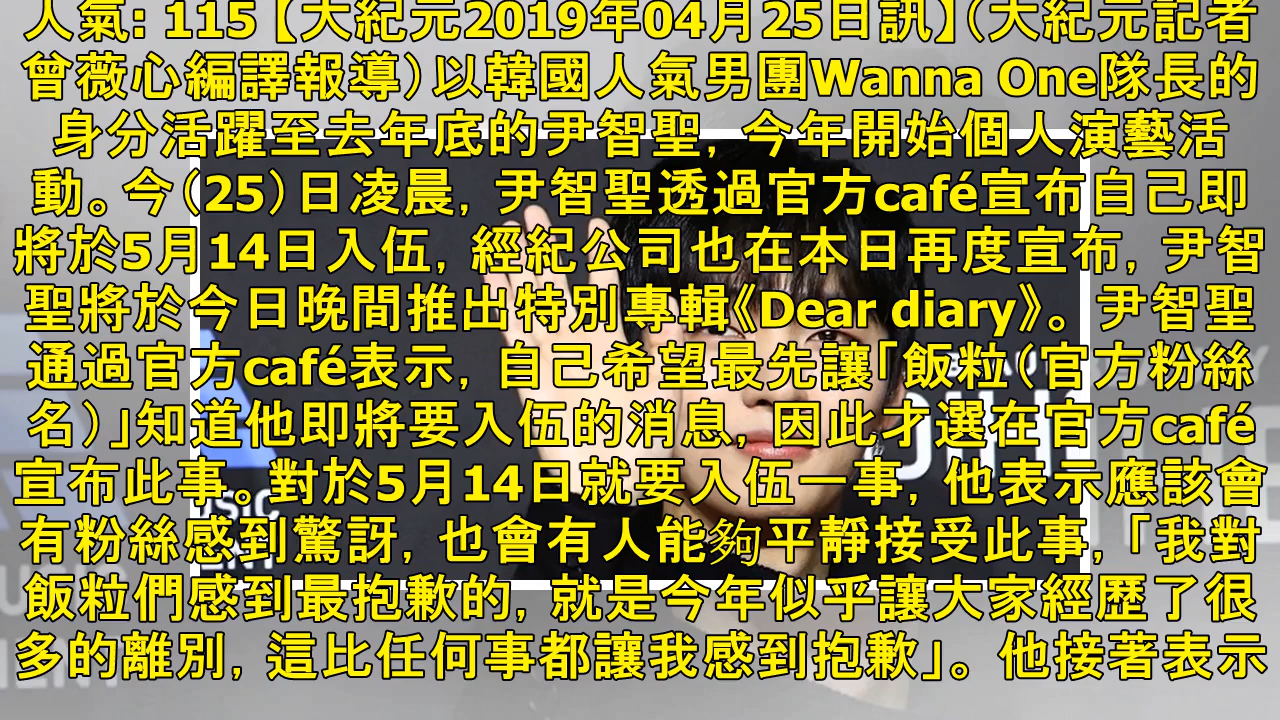 人氣: 115【大紀元2019年04月25日訊】（大紀元記者
曾薇心編譯報導）以韓國人氣男團Wanna One隊長的
身分活躍至去年底的尹智聖, 今年開始個人演藝活
動。今（25）日凌晨, 尹智聖透過官方café宣布自己即
將於5月14日入伍, 經紀公司也在本日再度宣布, 尹智
聖將於今日晚間推出特別專輯《Dear diary》。尹智聖
通過官方café表示, 自己希望最先讓「飯粒（官方粉絲
名）」知道他即將要入伍的消息, 因此才選在官方café
宣布此事。對於5月14日就要入伍一事, 他表示應該會
有粉絲感到驚訝, 也會有人能夠平靜接受此事,「我對
飯粒們感到最抱歉的, 就是今年似乎讓大家經歷了很
多的離別, 這比任何事都讓我感到抱歉」。他接著表示